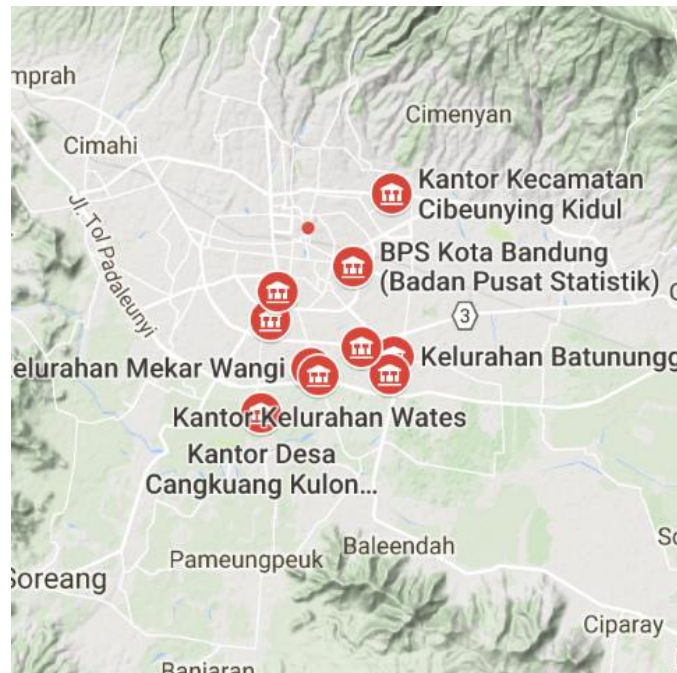 mprah
Cimahi
Cimenyan
Jl. Tol Padaleunyi
Kantor Kecamatan
Cibeunying Kidul
BPS Kota Bandung
(Badan Pusat Statistik)
3
elurahan Mekar Wangi
Kelurahan Batunungg
Kantor Kelurahan Wates
Kantor Desa
Cangkuang Kulon...
Pameungpeuk
Baleendah
Soreang
Ciparay
Banjaran